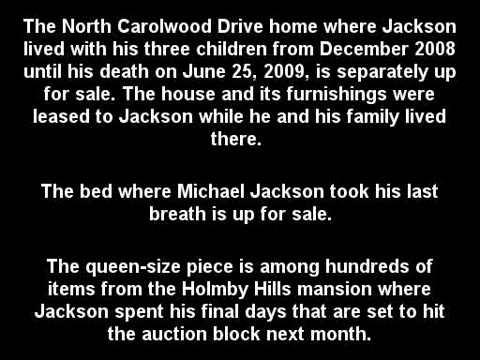 The North Carolwood Drive home where Jackson
lived with his three children from December 2008
until his death on June 25, 2009, is separately up
for sale. The house and its furnishings were
leased to Jackson while he and his family lived
there.
The bed where Michael Jackson took his last
breath is up for sale.
The queen-size piece is among hundreds of
items from the Holmby Hills mansion where
Jackson spent his final days that are set to hit
the auction block next month.